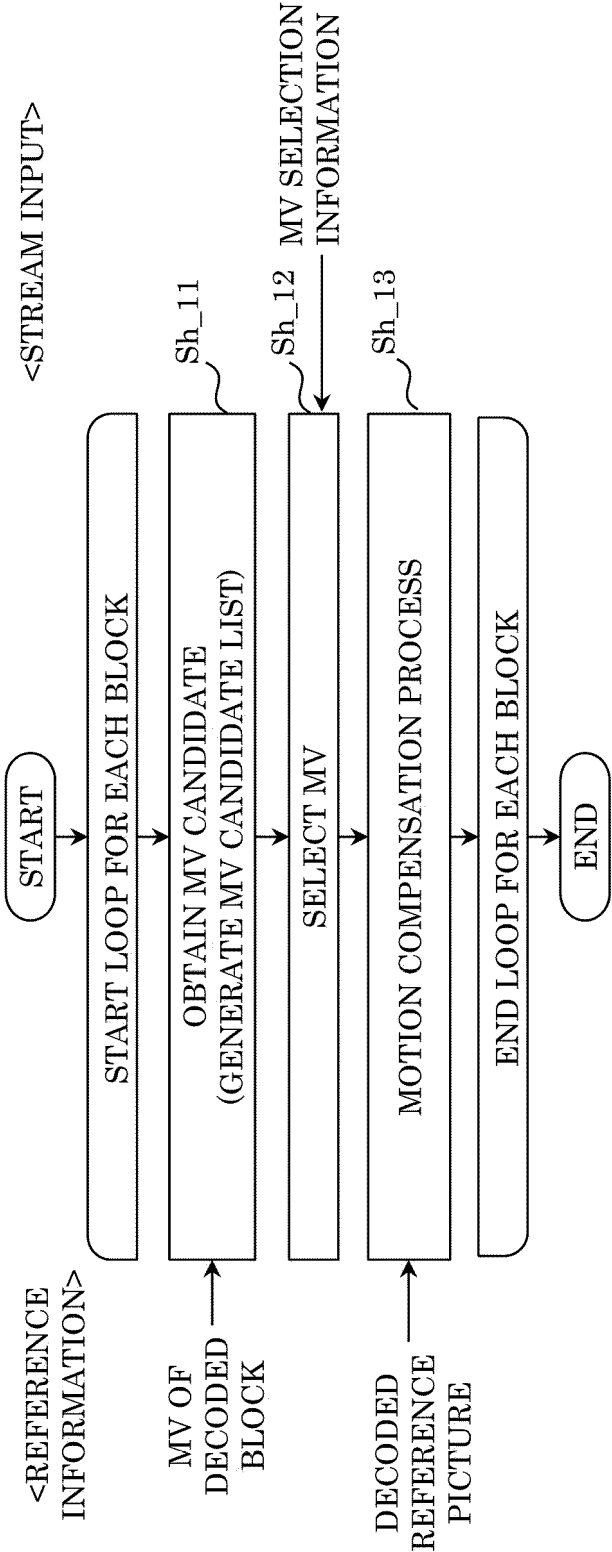 <REFERENCE
INFORMATION>
<STREAM INPUT>
START
START LOOP FOR EACH BLOCK
MV OF
DECODED
BLOCK
OBTAIN MV CANDIDATE
(GENERATE MV CANDIDATE LIST)
Sh_11
SELECT MV
Sh_12
MV SELECTION
INFORMATION
DECODED
REFERENCE
PICTURE
MOTION COMPENSATION PROCESS
Sh_13
END LOOP FOR EACH BLOCK
END